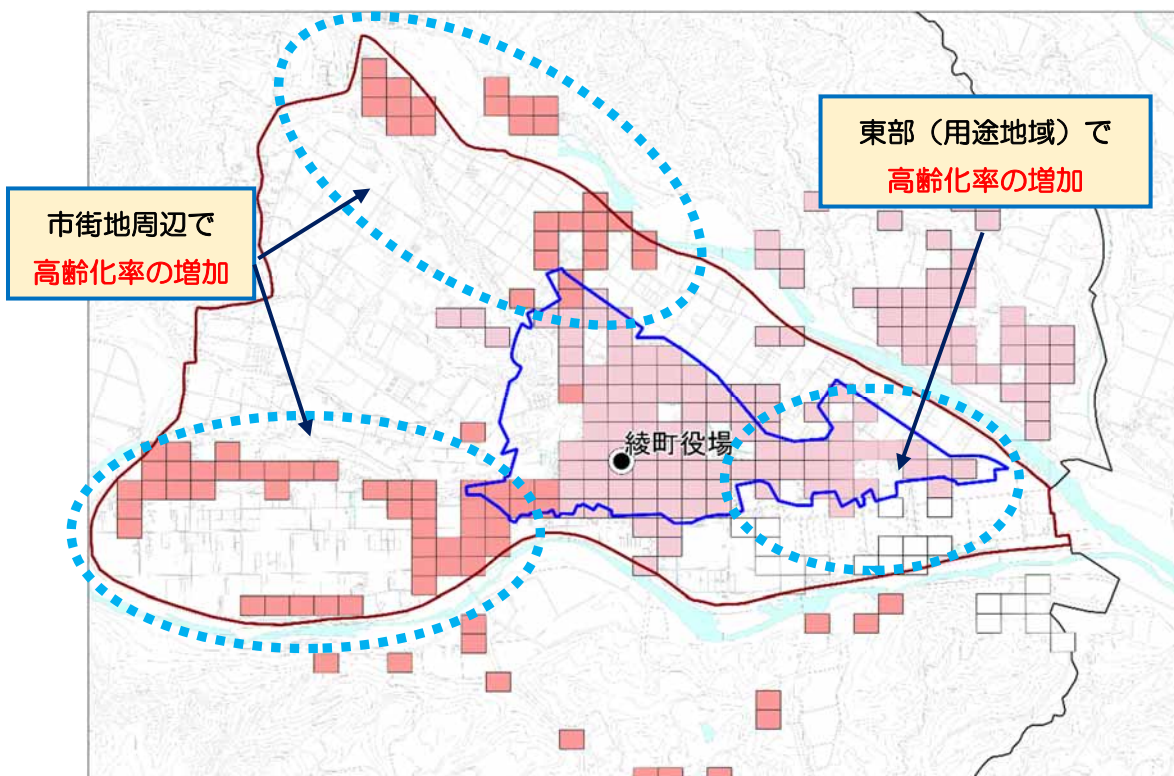 東部(用途地域)で
高齢化率の増加
市街地周辺で
高齢化率の増加
綾町役場